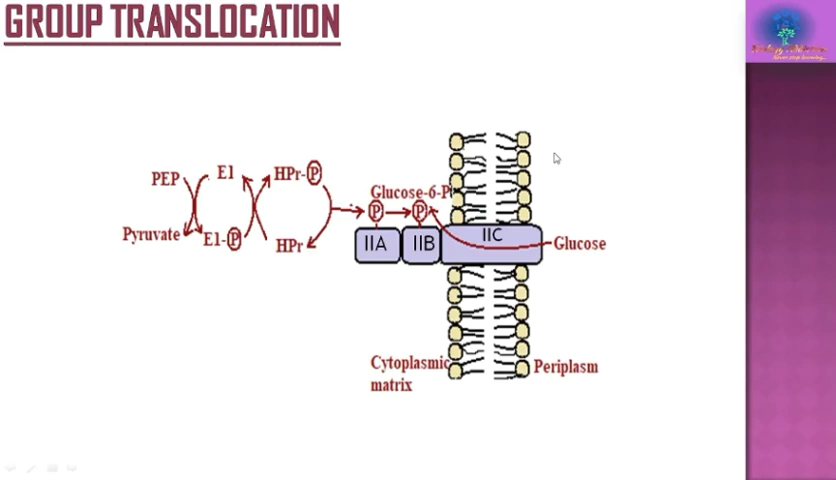 GROUP TRANSLOCATION
PEP
E1
HPr-P
Glucose-6-P
P
P
Pyruvate
E1-P
HPr
IIA
IIB
IIC
Glucose
Cytoplasmic
matrix
Periplasm